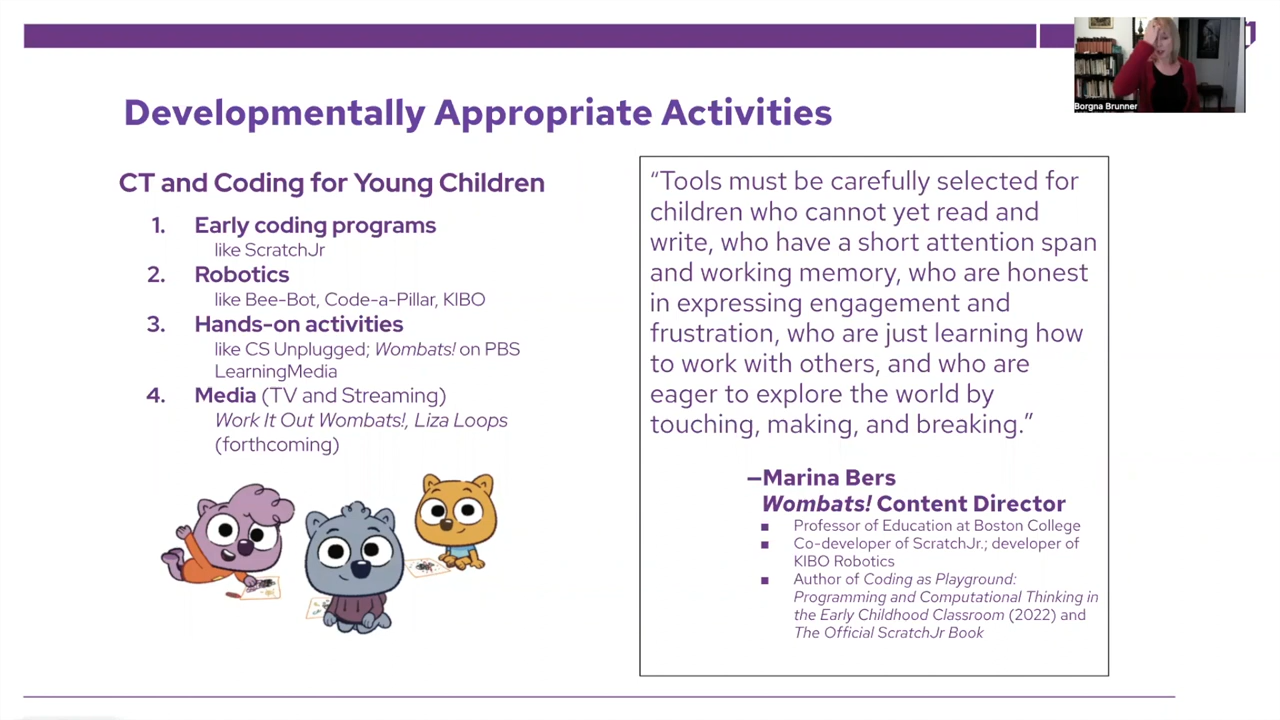 Borgna Brunner
Developmentally Appropriate Activities
CT and Coding for Young Children
1. Early coding programs
like ScratchJr
2. Robotics
like Bee-Bot, Code-a-Pillar, KIBO
3. Hands-on activities
like CS Unplugged; Wombats! on PBS
LearningMedia
4. Media (TV and Streaming)
Work It Out Wombats!, Liza Loops
(forthcoming)
“Tools must be carefully selected for
children who cannot yet read and
write, who have a short attention span
and working memory, who are honest
in expressing engagement and
frustration, who are just learning how
to work with others, and who are
eager to explore the world by
touching, making, and breaking.”
—Marina Bers
Wombats! Content Director
■ Professor of Education at Boston College
■ Co-developer of ScratchJr.; developer of
KIBO Robotics
■ Author of Coding as Playground:
Programming and Computational Thinking in
the Early Childhood Classroom (2022) and
The Official ScratchJr Book